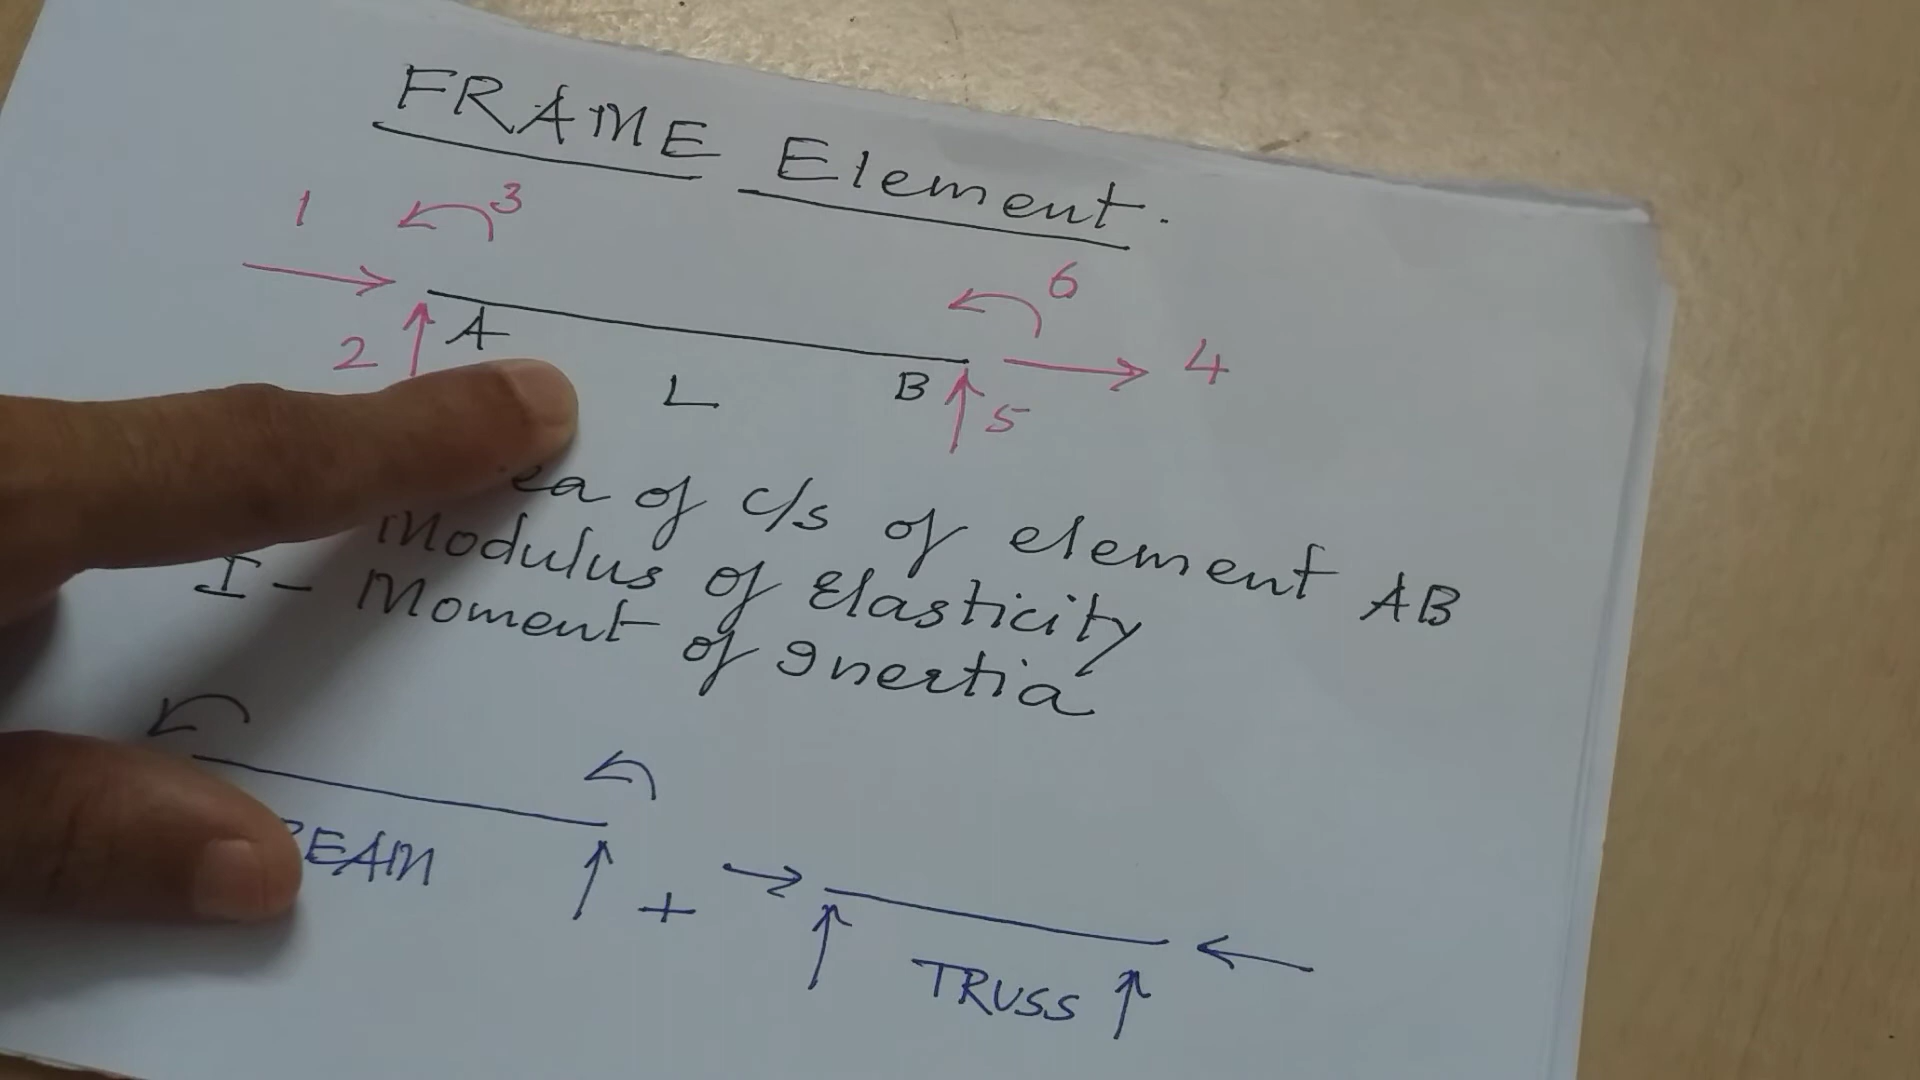 FRAME Element.
1 3
6
2 A 4
L B 5
of c/s of element AB
Modulus of Elasticity
I - Moment of Inertia
+
TRUSS